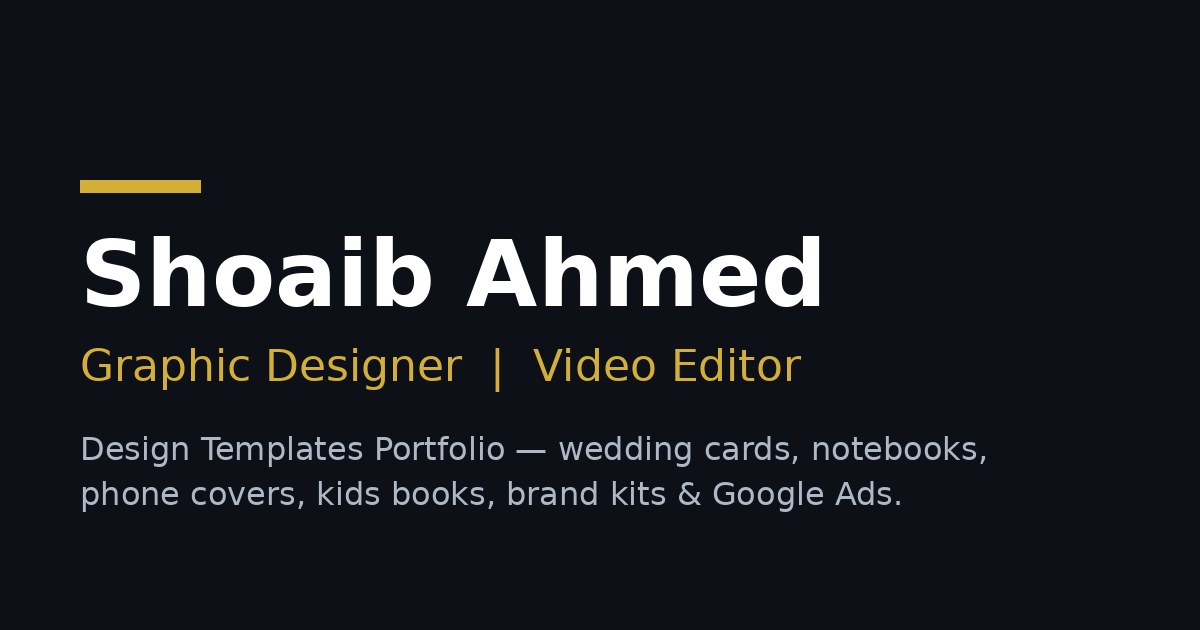 Shoaib Ahmed
Graphic Designer | Video Editor
Design Templates Portfolio — wedding cards, notebooks,
phone covers, kids books, brand kits & Google Ads.